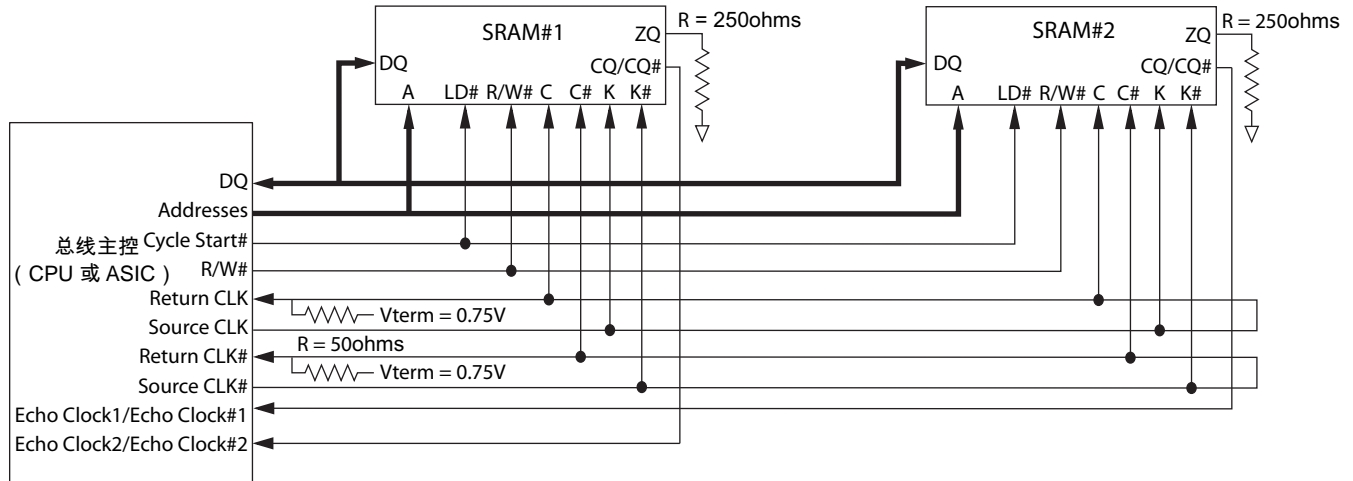 SRAM#1
ZQ
R = 250ohms
DQ
CQ/CQ#
A LD# R/W# C C# K K#
SRAM#2
ZQ
R = 250ohms
DQ
CQ/CQ#
A LD# R/W# C C# K K#
总线主控
( CPU 或 ASIC )
DQ
Addresses
Cycle Start#
R/W#
Return CLK
Vterm = 0.75V
Source CLK
R = 50ohms
Return CLK#
Vterm = 0.75V
Source CLK#
Echo Clock1/Echo Clock#1
Echo Clock2/Echo Clock#2